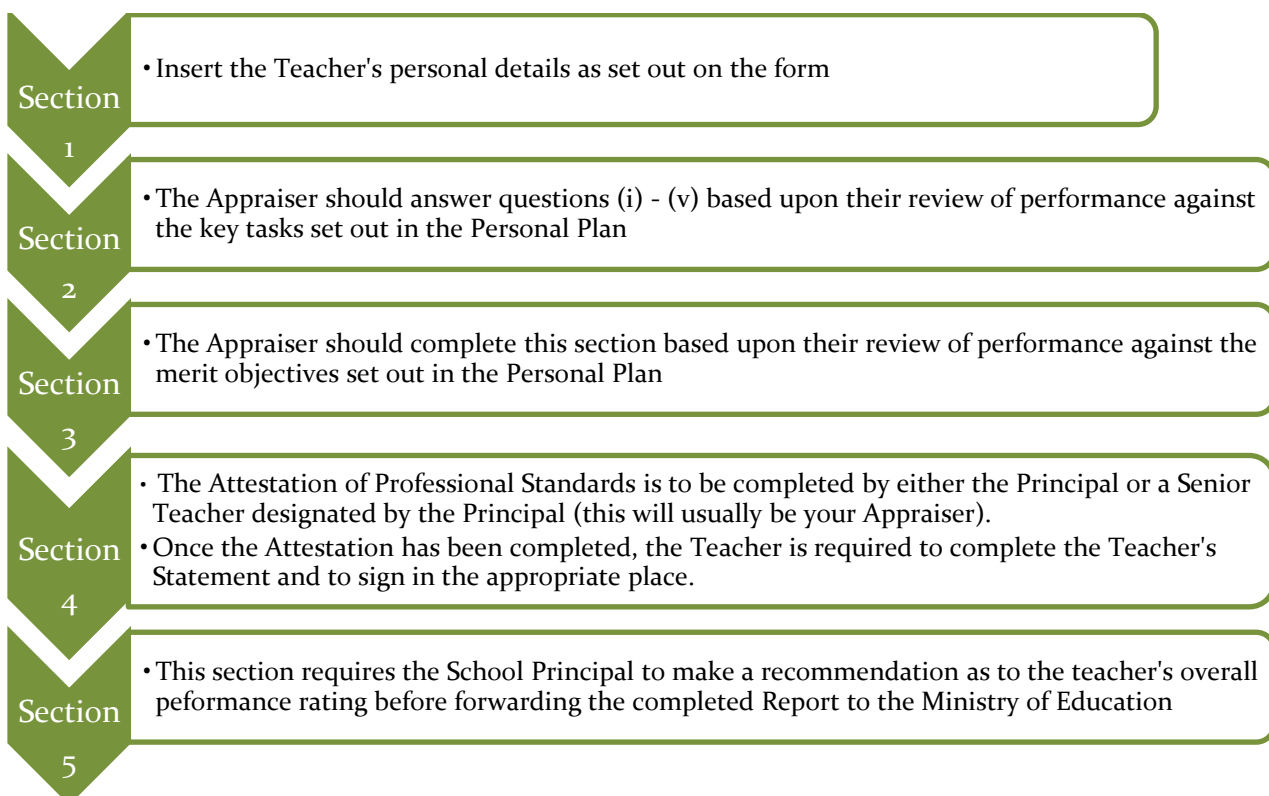 Section
1
• Insert the Teacher's personal details as set out on the form
Section
2
• The Appraiser should answer questions (i) - (v) based upon their review of performance against
the key tasks set out in the Personal Plan
Section
3
• The Appraiser should complete this section based upon their review of performance against the
merit objectives set out in the Personal Plan
Section
4
• The Attestation of Professional Standards is to be completed by either the Principal or a Senior
Teacher designated by the Principal (this will usually be your Appraiser).
• Once the Attestation has been completed, the Teacher is required to complete the Teacher's
Statement and to sign in the appropriate place.
Section
5
• This section requires the School Principal to make a recommendation as to the teacher's overall
peformance rating before forwarding the completed Report to the Ministry of Education